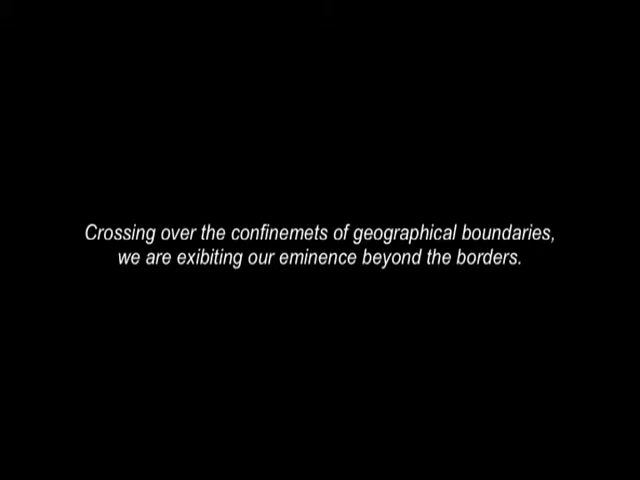 Crossing over the confinemets of geographical boundaries,
we are exibiting our eminence beyond the borders.